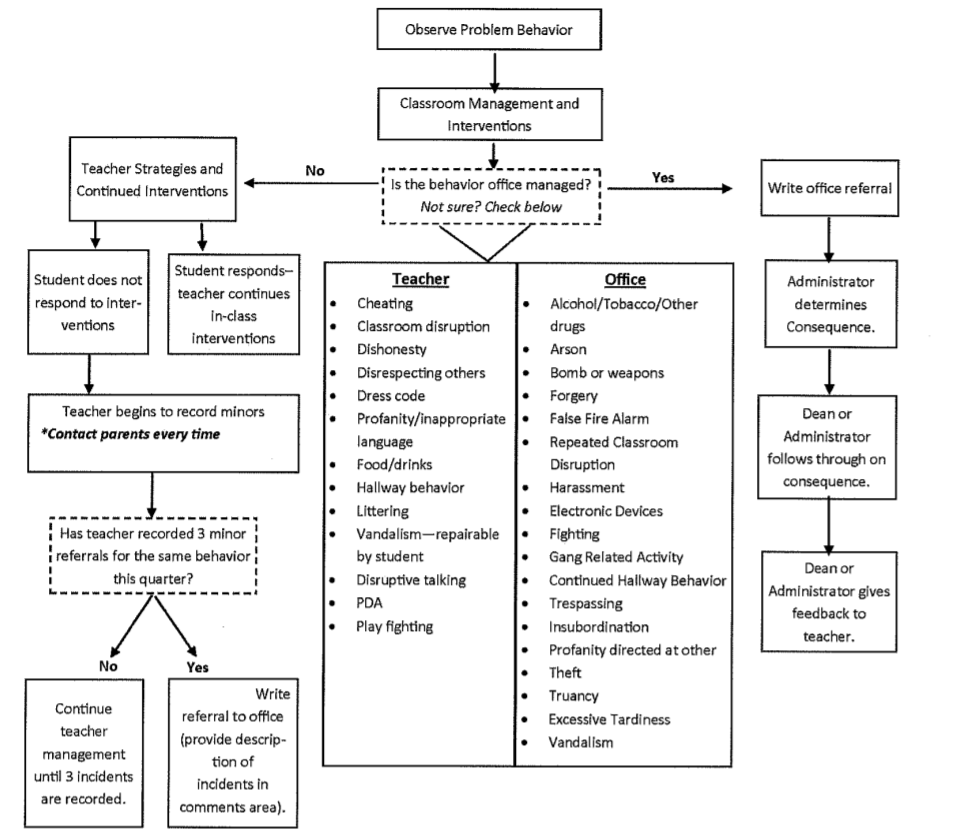 Observe Problem Behavior
Classroom Management and
Interventions
Is the behavior office managed?
Not sure? Check below
No
Yes
Teacher Strategies and
Continued Interventions
Student does not
respond to inter-
ventions
Student responds–
teacher continues
in-class
interventions
Teacher begins to record minors
*Contact parents every time
Has teacher recorded 3 minor
referrals for the same behavior
this quarter?
No
Yes
Continue
teacher
management
until 3 incidents
are recorded.
Write
referral to office
(provide descrip-
tion of
incidents in
comments area).
Teacher
• Cheating
• Classroom disruption
• Dishonesty
• Disrespecting others
• Dress code
• Profanity/inappropriate
language
• Food/drinks
• Hallway behavior
• Littering
• Vandalism—repairable
by student
• Disruptive talking
• PDA
• Play fighting
Office
• Alcohol/Tobacco/Other
drugs
• Arson
• Bomb or weapons
• Forgery
• False Fire Alarm
• Repeated Classroom
Disruption
• Harassment
• Electronic Devices
• Fighting
• Gang Related Activity
• Continued Hallway Behavior
• Trespassing
• Insubordination
• Profanity directed at other
• Theft
• Truancy
• Excessive Tardiness
• Vandalism
Write office referral
Administrator
determines
Consequence.
Dean or
Administrator
follows through on
consequence.
Dean or
Administrator gives
feedback to
teacher.